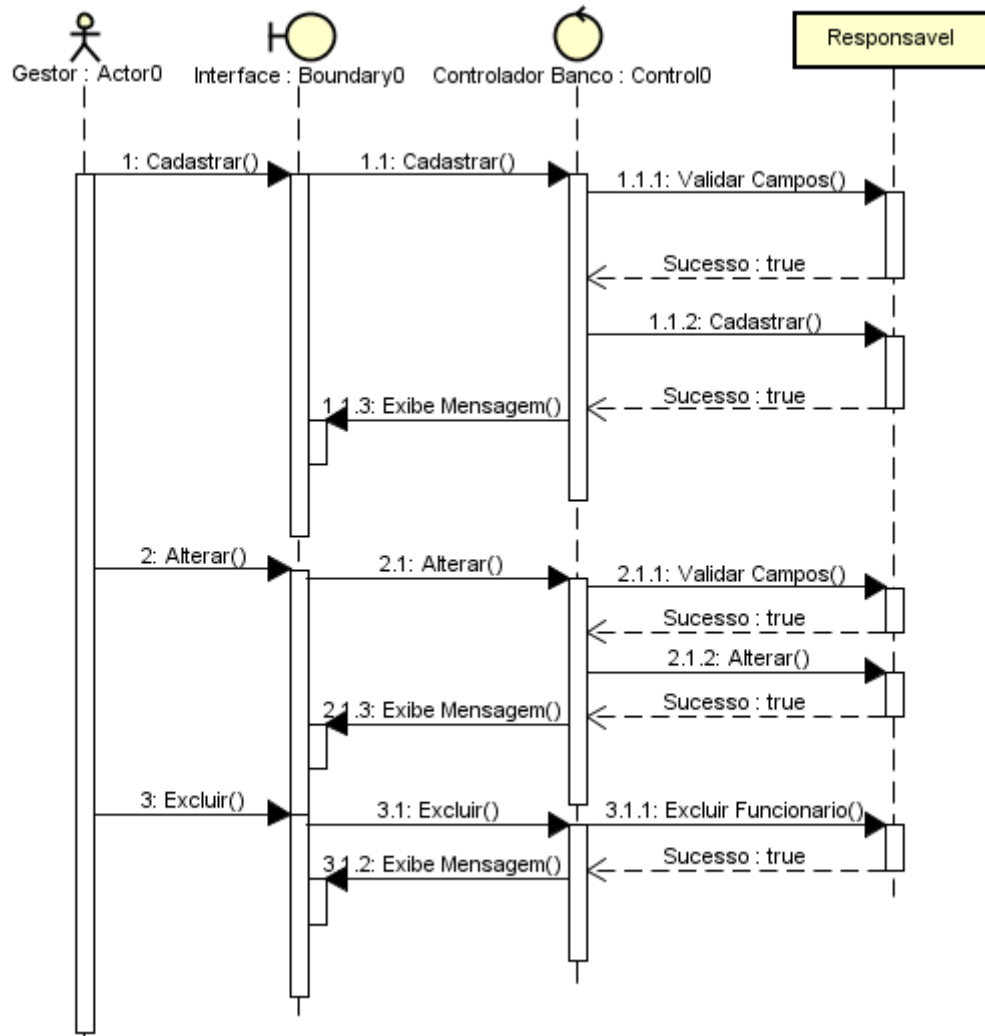 Gestor : Actor0
Interface : Boundary0
Controlador Banco : Control0
Responsavel
1: Cadastrar()
1.1: Cadastrar()
1.1.1: Validar Campos()
Sucesso : true
1.1.2: Cadastrar()
Sucesso : true
1.1.3: Exibe Mensagem()
2: Alterar()
2.1: Alterar()
2.1.1: Validar Campos()
Sucesso : true
2.1.2: Alterar()
Sucesso : true
2.1.3: Exibe Mensagem()
3: Excluir()
3.1: Excluir()
3.1.1: Excluir Funcionario()
Sucesso : true
3.1.2: Exibe Mensagem()